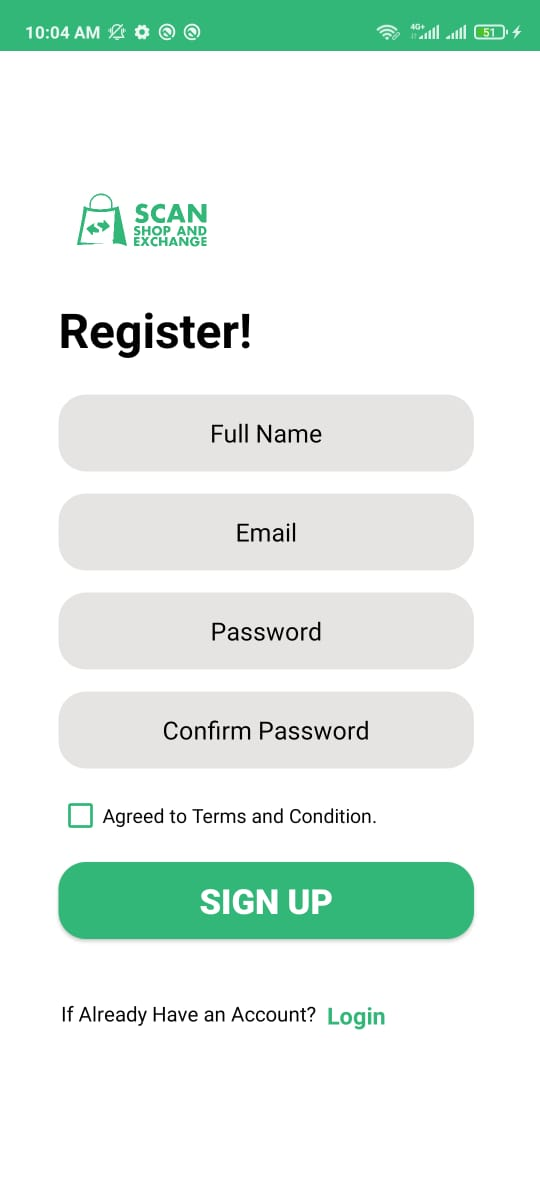 10:04 AM
4G+
51
SCAN
SHOP AND
EXCHANGE
Register!
Full Name
Email
Password
Confirm Password
Agreed to Terms and Condition.
SIGN UP
If Already Have an Account? Login